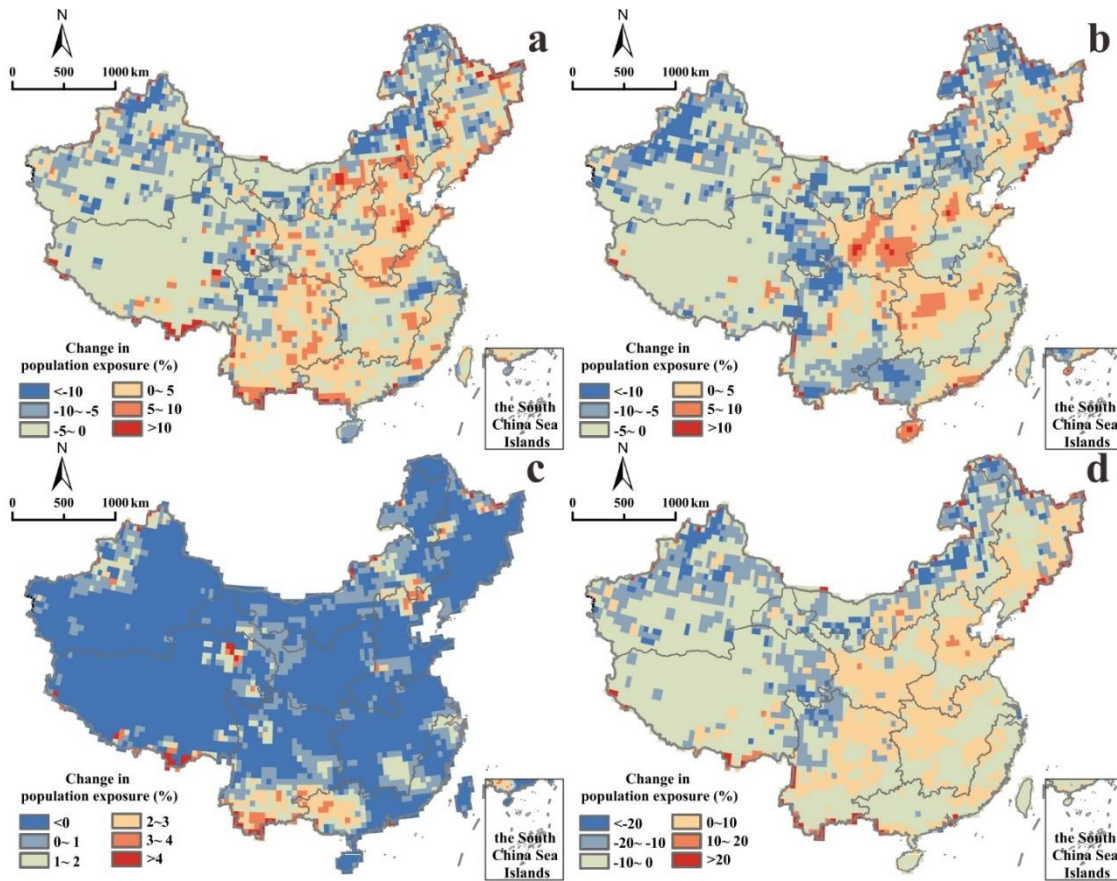 N
a
0 500 1000 km
Change in
population exposure (%)
<-10
-10~ -5
-5~ 0
0~ 5
5~ 10
>10
the South
China Sea
Islands
N
b
0 500 1000 km
Change in
population exposure (%)
<-10
-10~ -5
-5~ 0
0~ 5
5~ 10
>10
the South
China Sea
Islands
N
c
0 500 1000 km
Change in
population exposure (%)
<0
0~ 1
1~ 2
2~3
3~ 4
>4
the South
China Sea
Islands
N
d
0 500 1000 km
Change in
population exposure (%)
<-20
-20~ -10
-10~ 0
0~10
10~ 20
>20
the South
China Sea
Islands